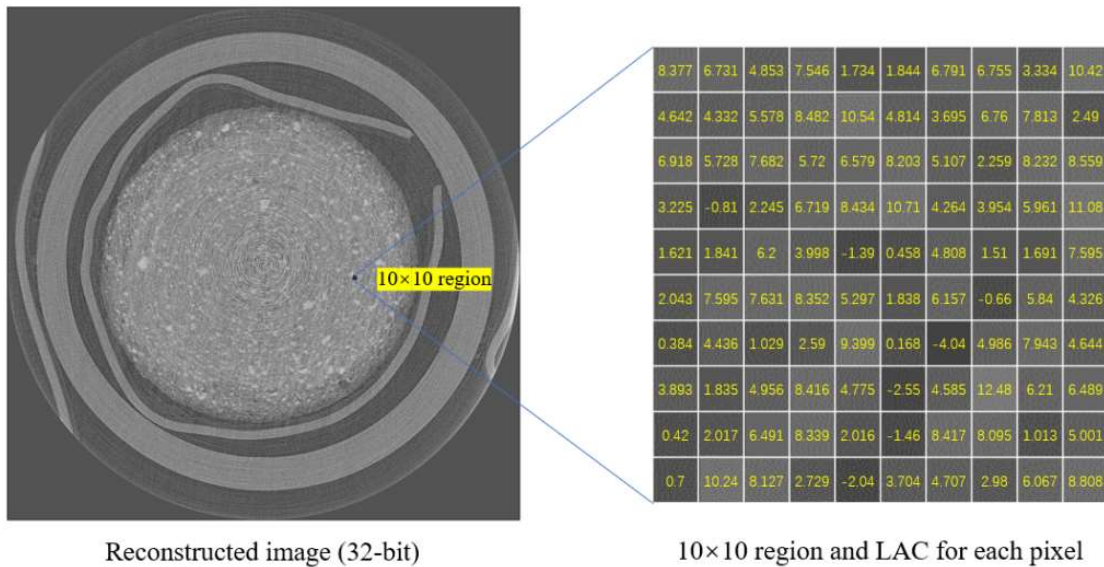 8.377 6.731 4.853 7.546 1.734 1.844 6.791 6.755 3.334 10.42
4.642 4.332 5.578 8.482 10.54 4.814 3.695 6.76 7.813 2.49
6.918 5.728 7.682 5.72 6.579 8.203 5.107 2.259 8.232 8.559
3.225 -0.81 2.245 6.719 8.434 10.71 4.264 3.954 5.961 11.08
1.621 1.841 6.2 3.998 -1.39 0.458 4.808 1.51 1.691 7.595
10×10 region
2.043 7.595 7.631 8.352 5.297 1.838 6.157 -0.66 5.84 4.326
0.384 4.436 1.029 2.59 9.399 0.168 -4.04 4.986 7.943 4.644
3.893 1.835 4.956 8.416 4.775 -2.55 4.585 12.48 6.21 6.489
0.42 2.017 6.491 8.339 2.016 -1.46 8.417 8.095 1.013 5.001
0.7 10.24 8.127 2.729 -2.04 3.704 4.707 2.98 6.067 8.808
Reconstructed image (32-bit)
10×10 region and LAC for each pixel